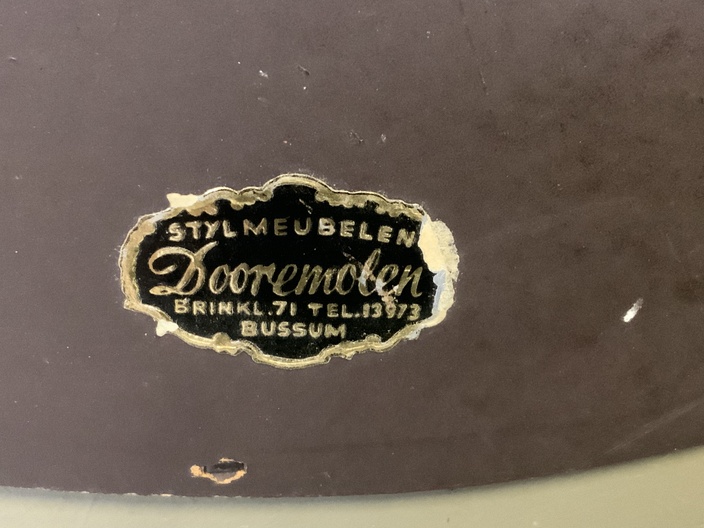 STYLMEUBELEN
Dooremolen
BRINKL.71 TEL.13973
BUSSUM